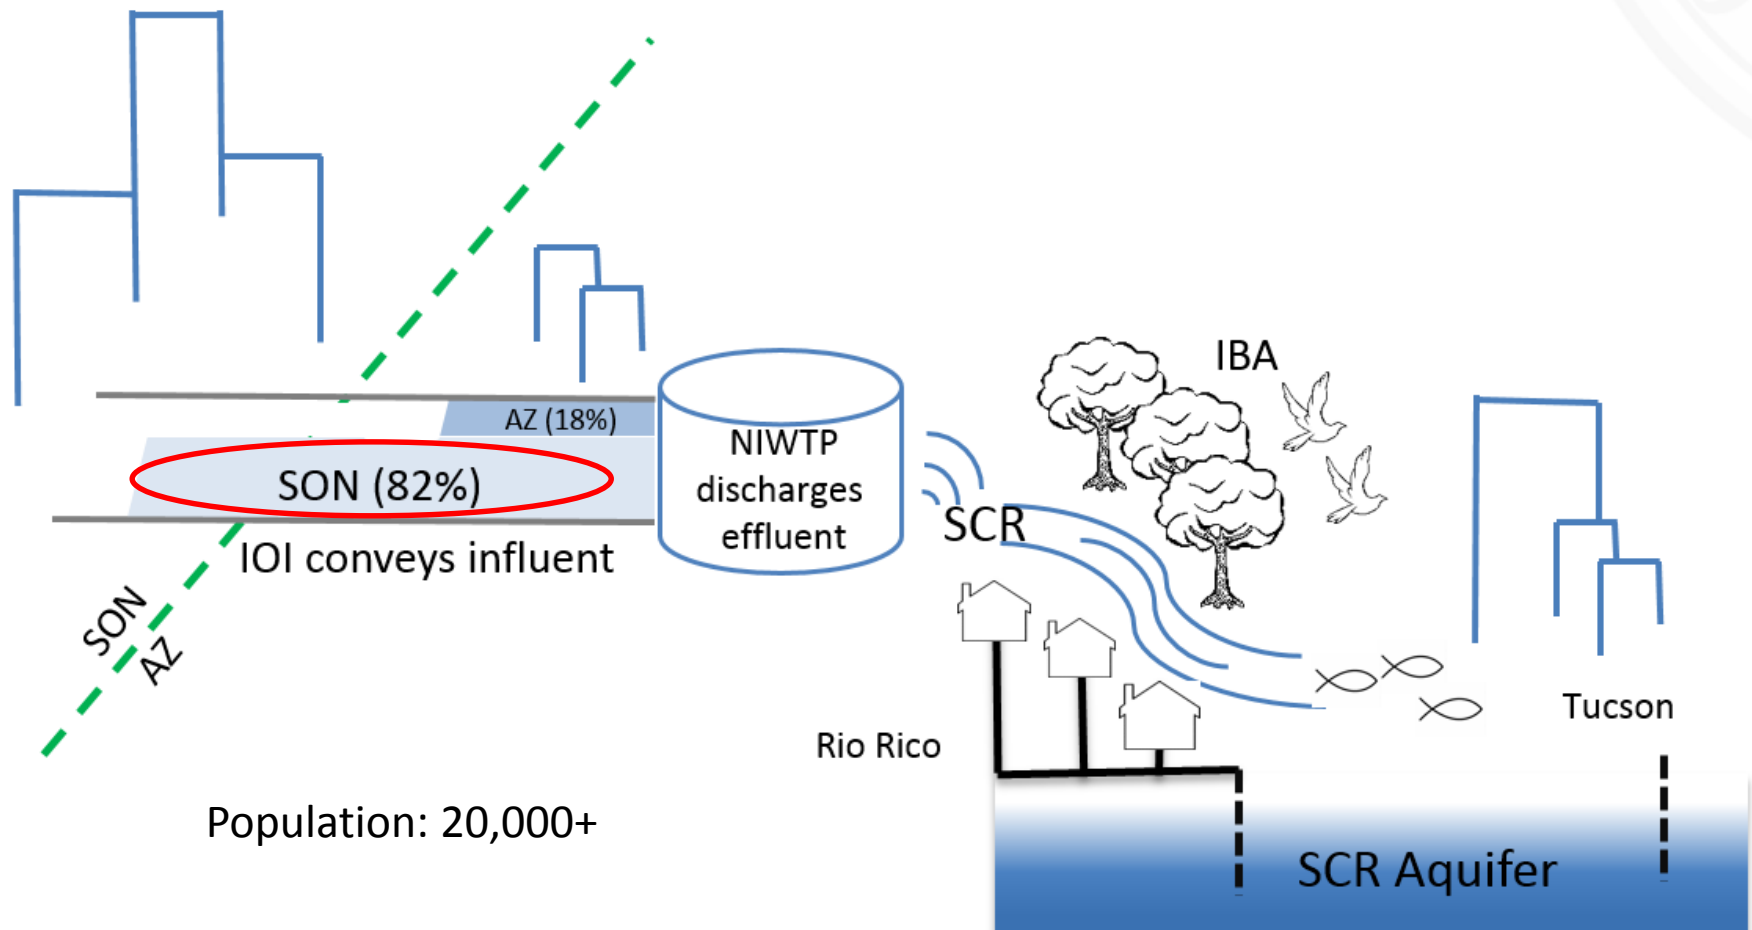 IBA
AZ (18%)
SON (82%)
NIWTP
discharges
effluent
SCR
IOI conveys influent
SON
AZ
Rio Rico
Tucson
Population: 20,000+
SCR Aquifer